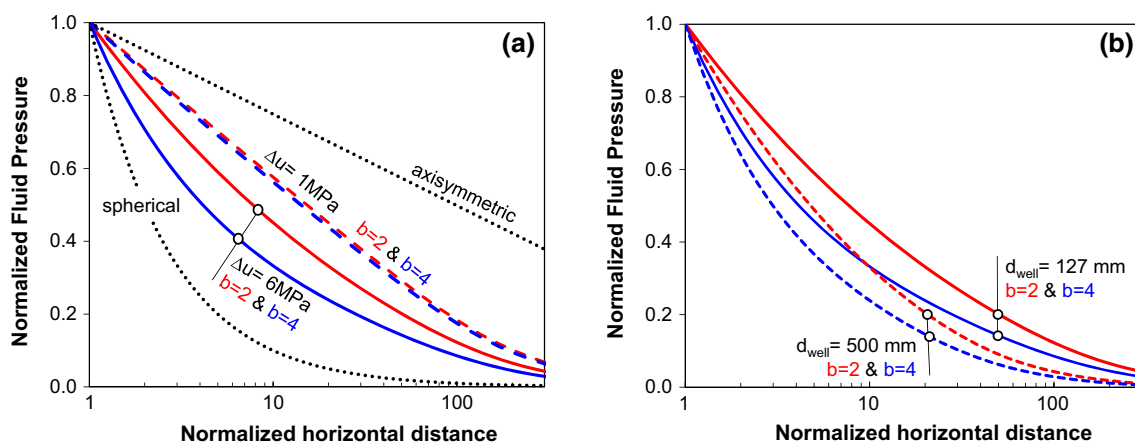 (a)
Normalized Fluid Pressure
1.0
0.8
0.6
0.4
0.2
0.0
axisymmetric
Δu= 1MPa
b=2 & b=4
spherical
Δu= 6MPa
b=2 & b=4
1
10
100
Normalized horizontal distance
(b)
Normalized Fluid Pressure
1.0
0.8
0.6
0.4
0.2
0.0
dwell= 127 mm
b=2 & b=4
dwell= 500 mm
b=2 & b=4
1
10
100
Normalized horizontal distance